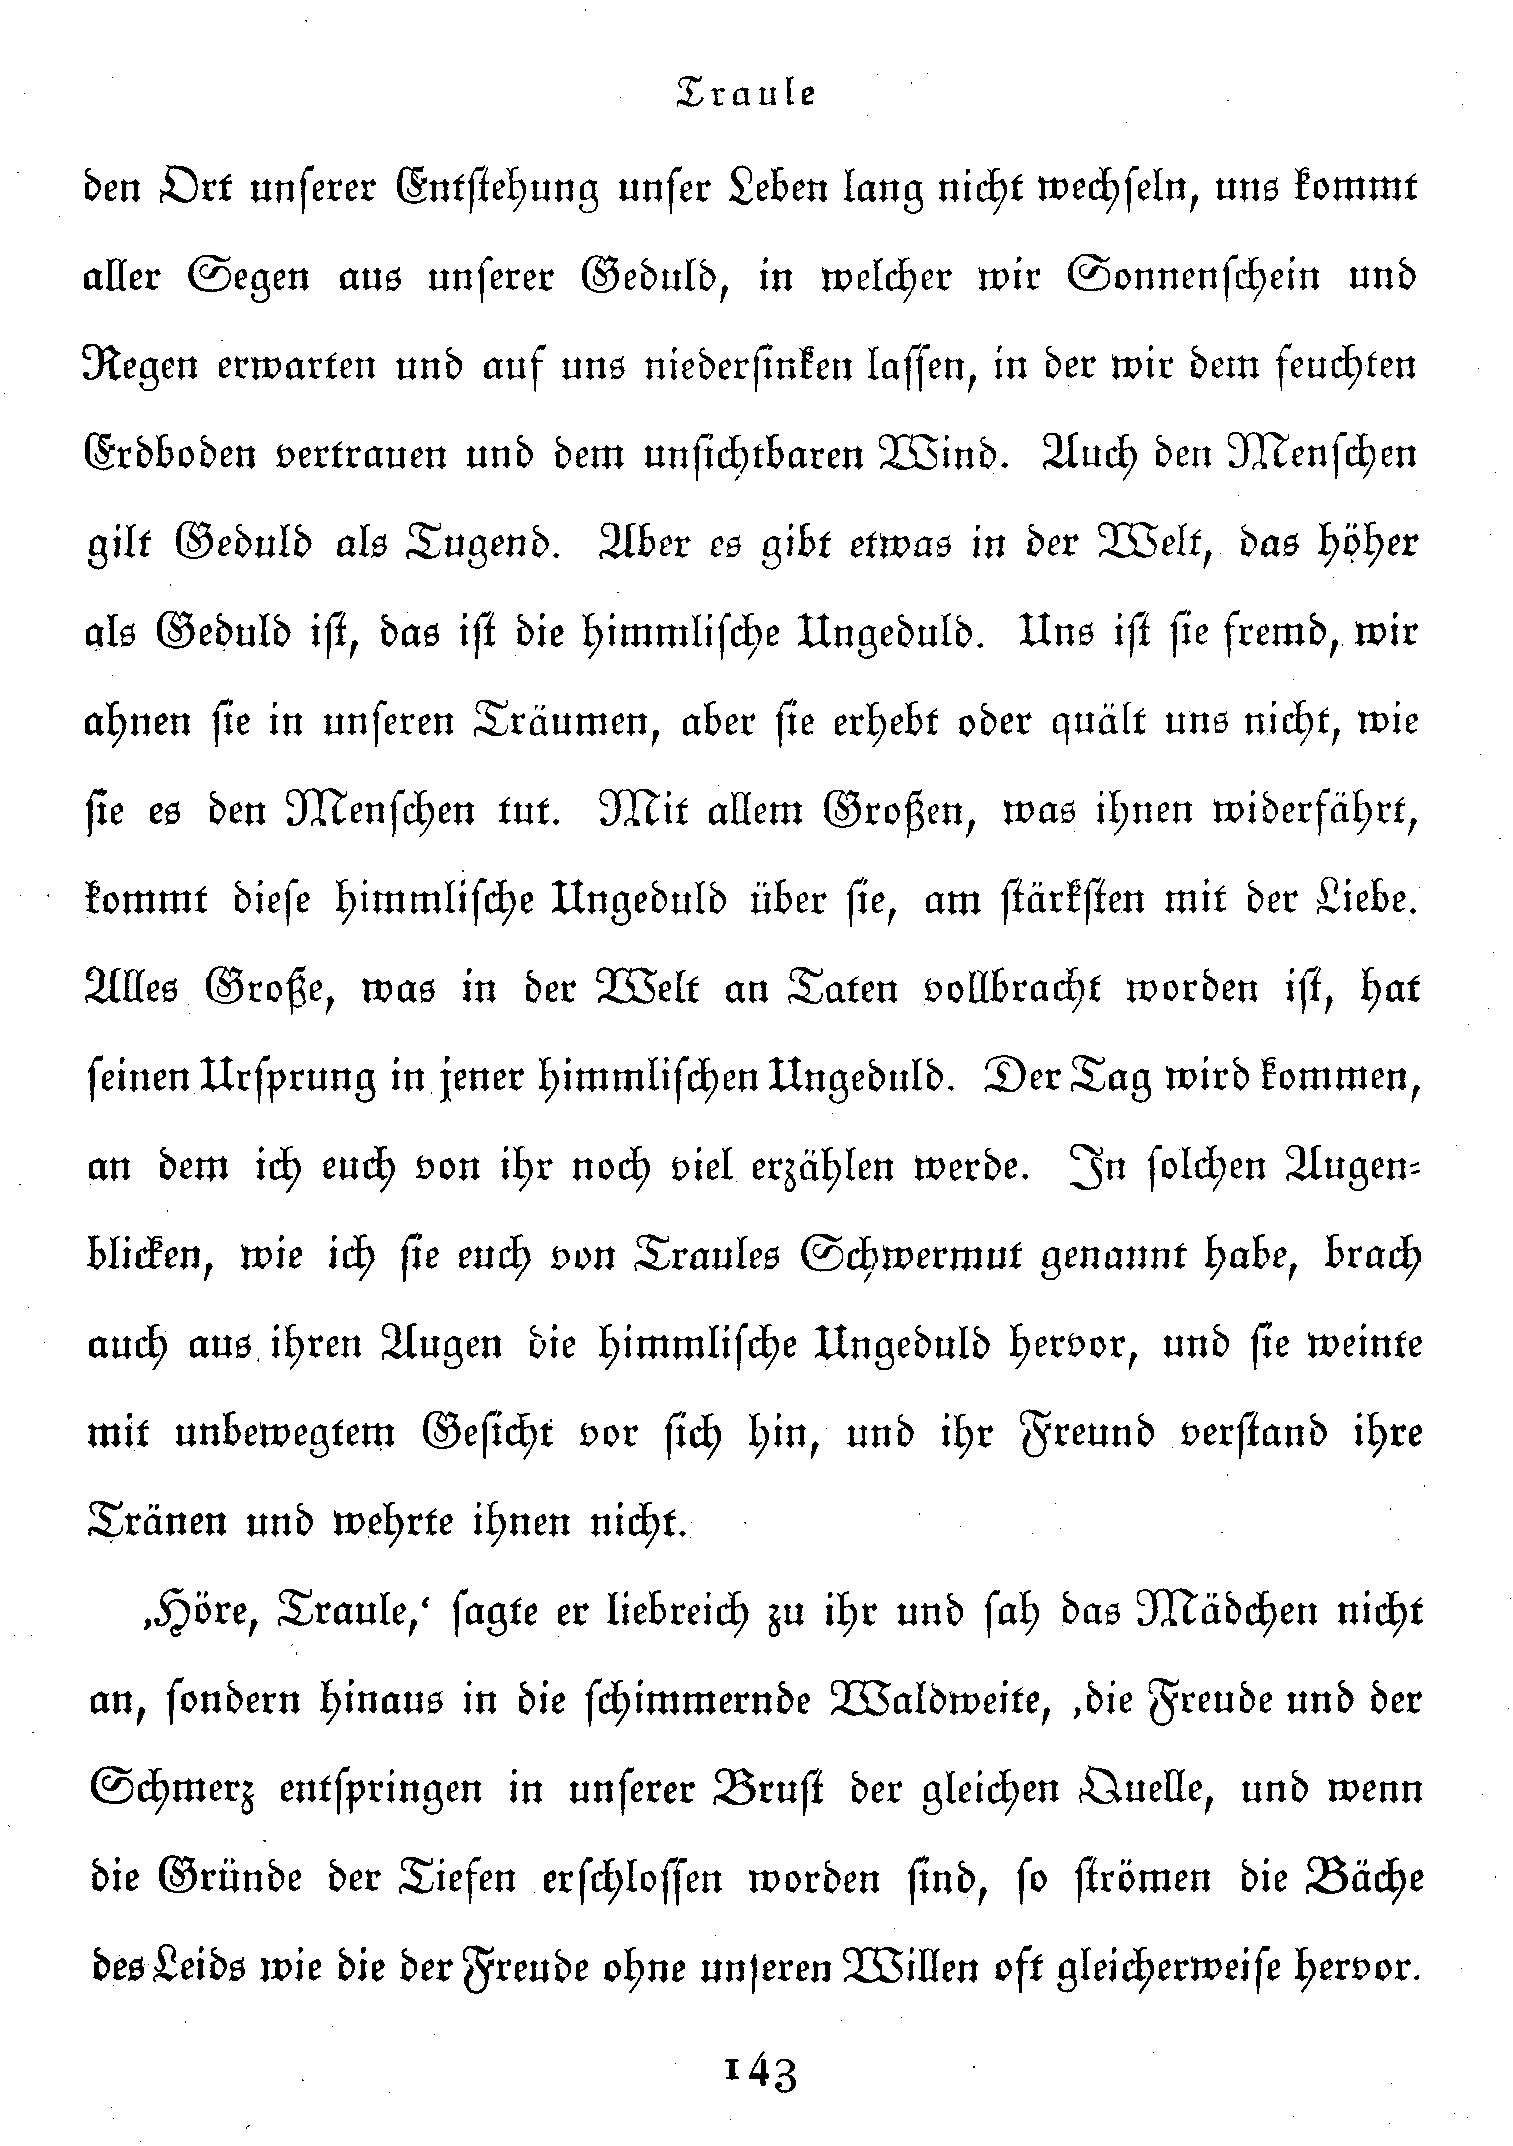 Traule
den Ort unserer Entstehung unser Leben lang nicht wechseln, uns kommt
aller Segen aus unserer Geduld, in welcher wir Sonnenschein und
Regen erwarten und auf uns niedersinken lassen, in der wir dem feuchten
Erdboden vertrauen und dem unsichtbaren Wind. Auch den Menschen
gilt Geduld als Tugend. Aber es gibt etwas in der Welt, das höher
als Geduld ist, das ist die himmlische Ungeduld. Uns ist sie fremd, wir
ahnen sie in unseren Träumen, aber sie erhebt oder quält uns nicht, wie
sie es den Menschen tut. Mit allem Großen, was ihnen widerfährt,
kommt diese himmlische Ungeduld über sie, am stärksten mit der Liebe.
Alles Große, was in der Welt an Taten vollbracht worden ist, hat
seinen Ursprung in jener himmlischen Ungeduld. Der Tag wird kommen,
an dem ich euch von ihr noch viel erzählen werde. In solchen Augen-
blicken, wie ich sie euch von Traules Schwermut genannt habe, brach
auch aus ihren Augen die himmlische Ungeduld hervor, und sie weinte
mit unbewegtem Gesicht vor sich hin, und ihr Freund verstand ihre
Tränen und wehrte ihnen nicht.
‚Höre, Traule,‘ sagte er liebreich zu ihr und sah das Mädchen nicht
an, sondern hinaus in die schimmernde Waldweite, ‚die Freude und der
Schmerz entspringen in unserer Brust der gleichen Quelle, und wenn
die Gründe der Tiefen erschlossen worden sind, so strömen die Bäche
des Leids wie die der Freude ohne unseren Willen oft gleicherweise hervor.
143